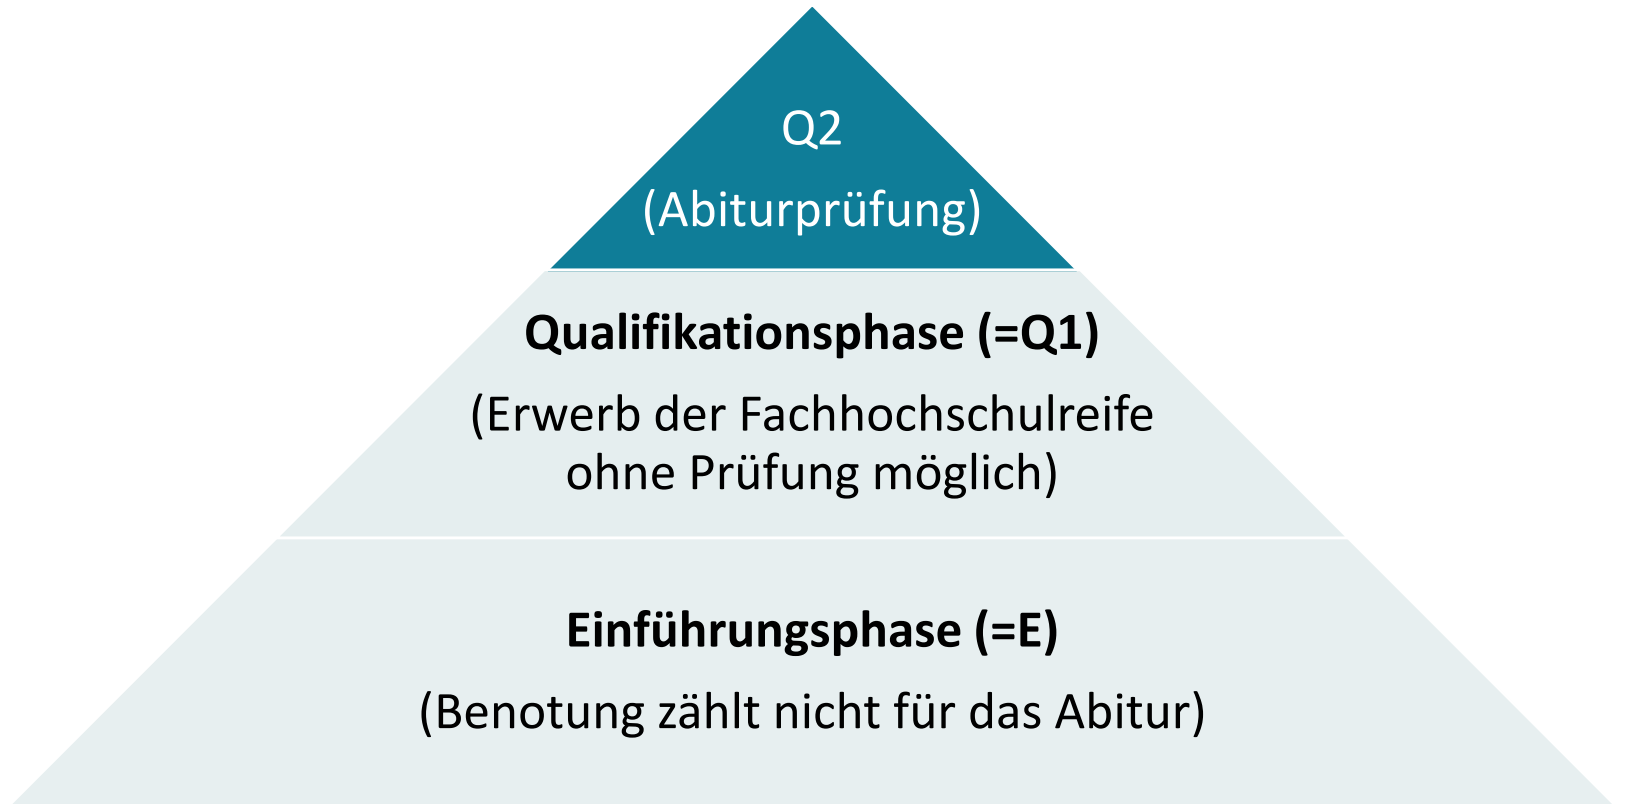 Q2
(Abiturprüfung)
Qualifikationsphase (=Q1)
(Erwerb der Fachhochschulreife
ohne Prüfung möglich)
Einführungsphase (=E)
(Benotung zählt nicht für das Abitur)